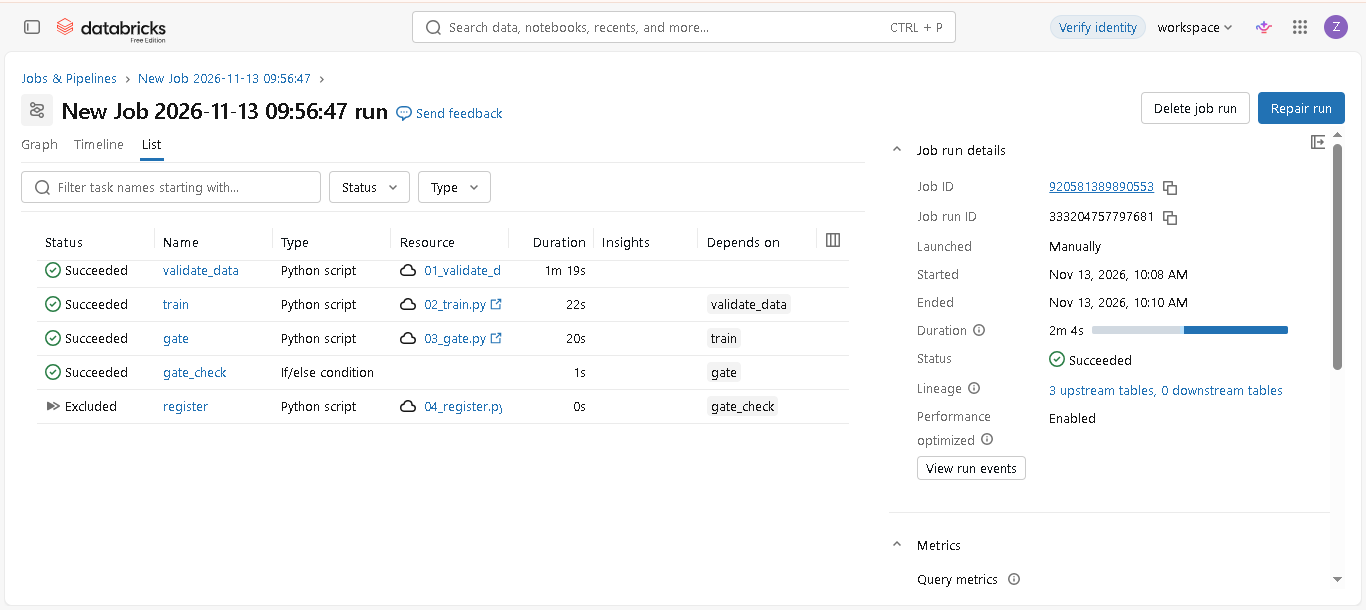 databricks
Free Edition
Search data, notebooks, recents, and more...
CTRL + P
Verify identity
workspace
Z
Jobs & Pipelines > New Job 2026-11-13 09:56:47 >
New Job 2026-11-13 09:56:47 run
Send feedback
Delete job run
Repair run
Graph Timeline List
Filter task names starting with...
Status
Type
Status Name Type Resource Duration Insights Depends on
Succeeded validate_data Python script 01_validate_d 1m 19s
Succeeded train Python script 02_train.py 22s validate_data
Succeeded gate Python script 03_gate.py 20s train
Succeeded gate_check If/else condition 1s gate
Excluded register Python script 04_register.py 0s gate_check
Job run details
Job ID 920581389890553
Job run ID 333204757797681
Launched Manually
Started Nov 13, 2026, 10:08 AM
Ended Nov 13, 2026, 10:10 AM
Duration 2m 4s
Status Succeeded
Lineage 3 upstream tables, 0 downstream tables
Performance optimized Enabled
View run events
Metrics
Query metrics